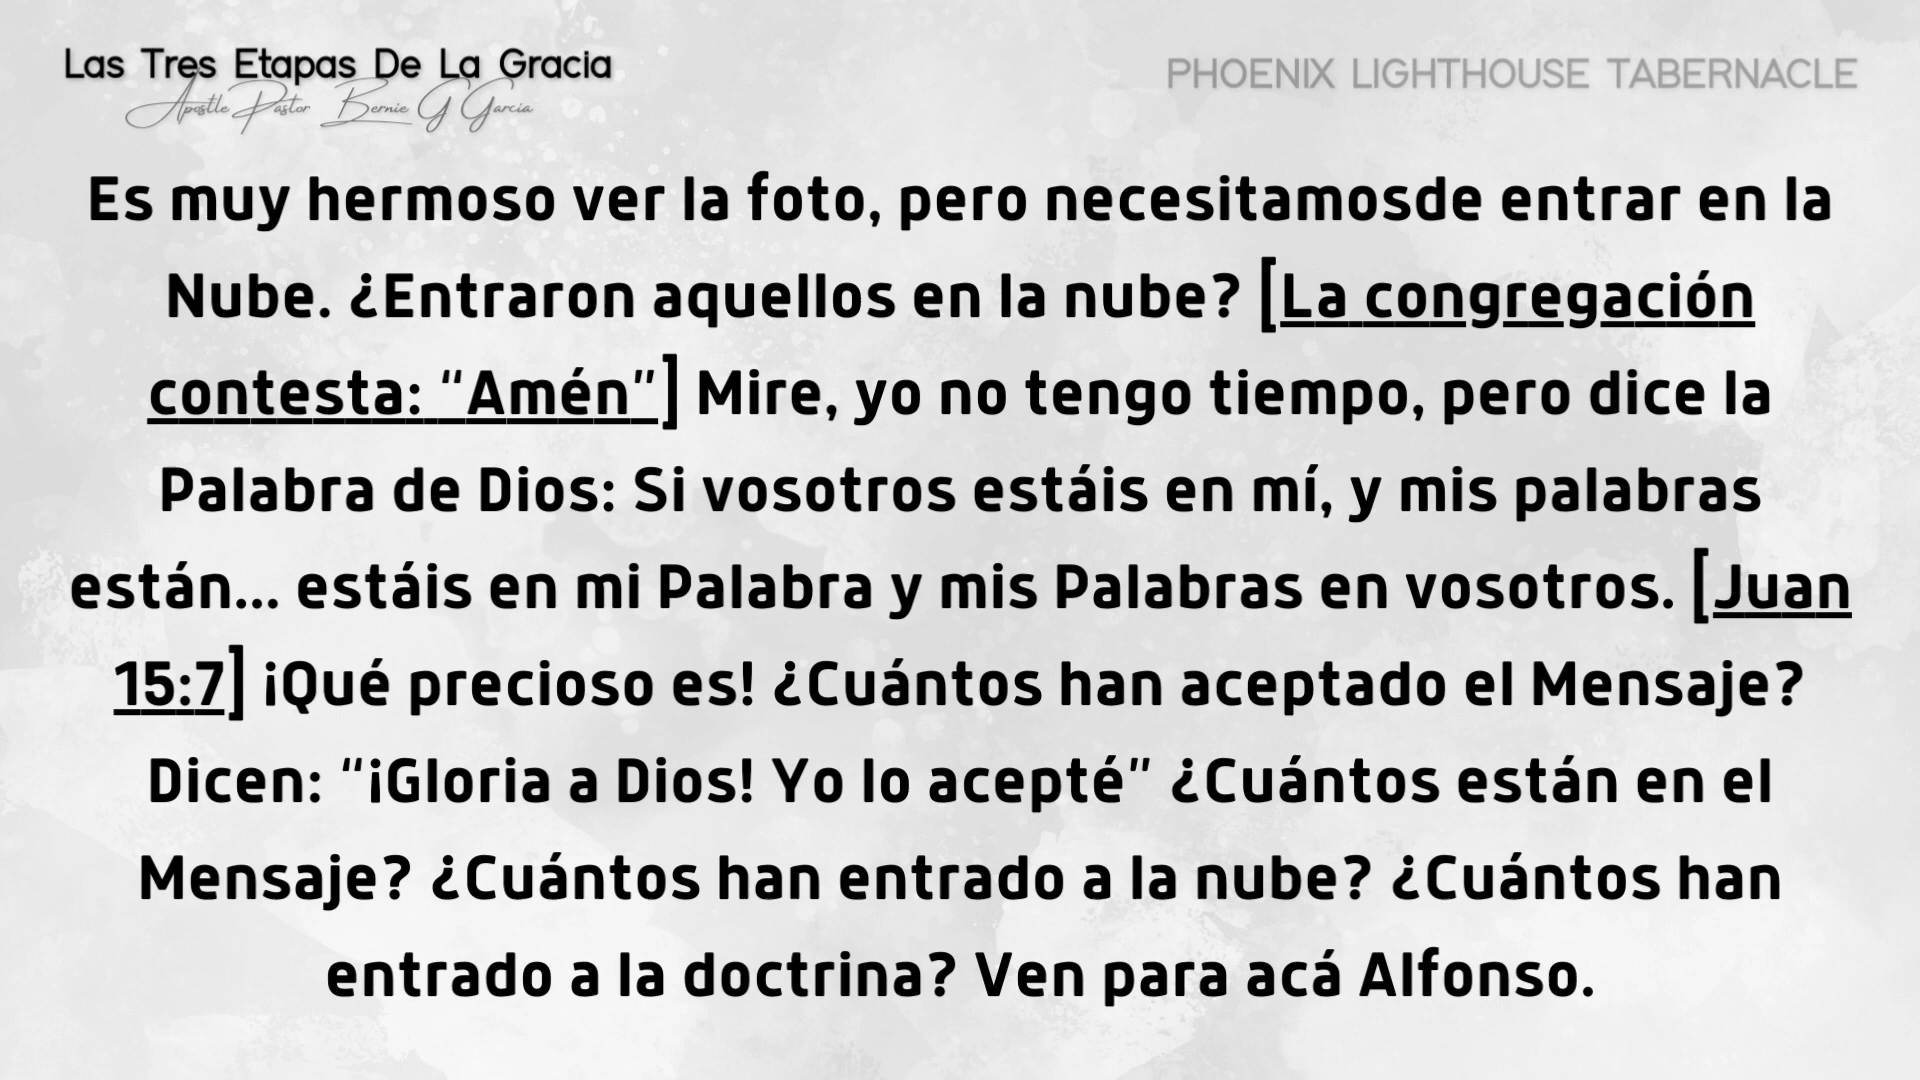 Las Tres Etapas De La Gracia
PHOENIX LIGHTHOUSE TABERNACLE
Apostle Pastor Bernie G Garcia
Es muy hermoso ver la foto, pero necesitamosde entrar en la
Nube. ¿Entraron aquellos en la nube? [La congregación
contesta: “Amén”] Mire, yo no tengo tiempo, pero dice la
Palabra de Dios: Si vosotros estáis en mí, y mis palabras
están... estáis en mi Palabra y mis Palabras en vosotros. [Juan
15:7] ¡Qué precioso es! ¿Cuántos han aceptado el Mensaje?
Dicen: “¡Gloria a Dios! Yo lo acepté” ¿Cuántos están en el
Mensaje? ¿Cuántos han entrado a la nube? ¿Cuántos han
entrado a la doctrina? Ven para acá Alfonso.